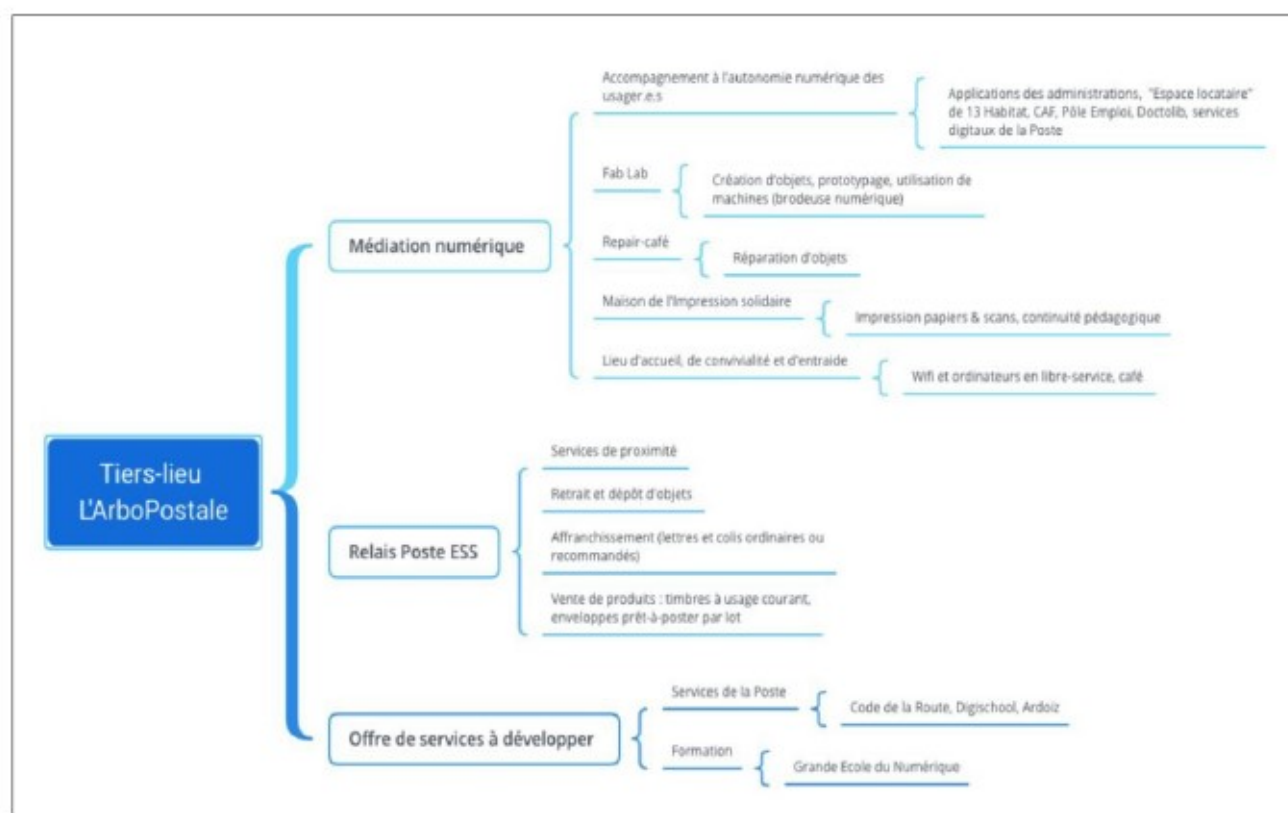 Tiers-lieu
L'ArboPostale
Médiation numérique
Accompagnement à l'autonomie numérique des
usager.e.s
Applications des administrations, "Espace locataire"
de 13 Habitat, CAF, Pôle Emploi, Doctolib, services
digitaux de la Poste
Fab Lab
Création d'objets, prototypage, utilisation de
machines (brodeuse numérique)
Repair-café
Réparation d'objets
Maison de l'Impression solidaire
Impression papiers & scans, continuité pédagogique
Lieu d'accueil, de convivialité et d'entraide
Wifi et ordinateurs en libre-service, café
Relais Poste ESS
Services de proximité
Retrait et dépôt d'objets
Affranchissement (lettres et colis ordinaires ou
recommandés)
Vente de produits : timbres à usage courant,
enveloppes prêt-à-poster par lot
Offre de services à développer
Services de la Poste
Code de la Route, Digischool, Ardoiz
Formation
Grande Ecole du Numérique